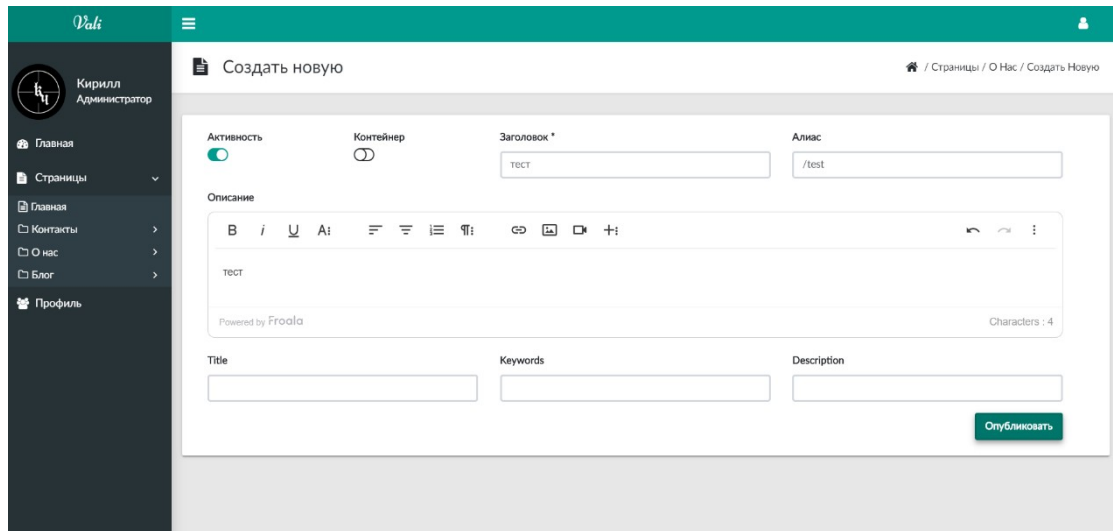 Vali
Создать новую
/ Страницы / О Нас / Создать Новую
Кирилл
Администратор
Главная
Страницы
Главная
Контакты
О нас
Блог
Профиль
Активность
Контейнер
Заголовок *
Алиас
тест
/test
Описание
B i U A
тест
Powered by Froala
Characters : 4
Title
Keywords
Description
Опубликовать